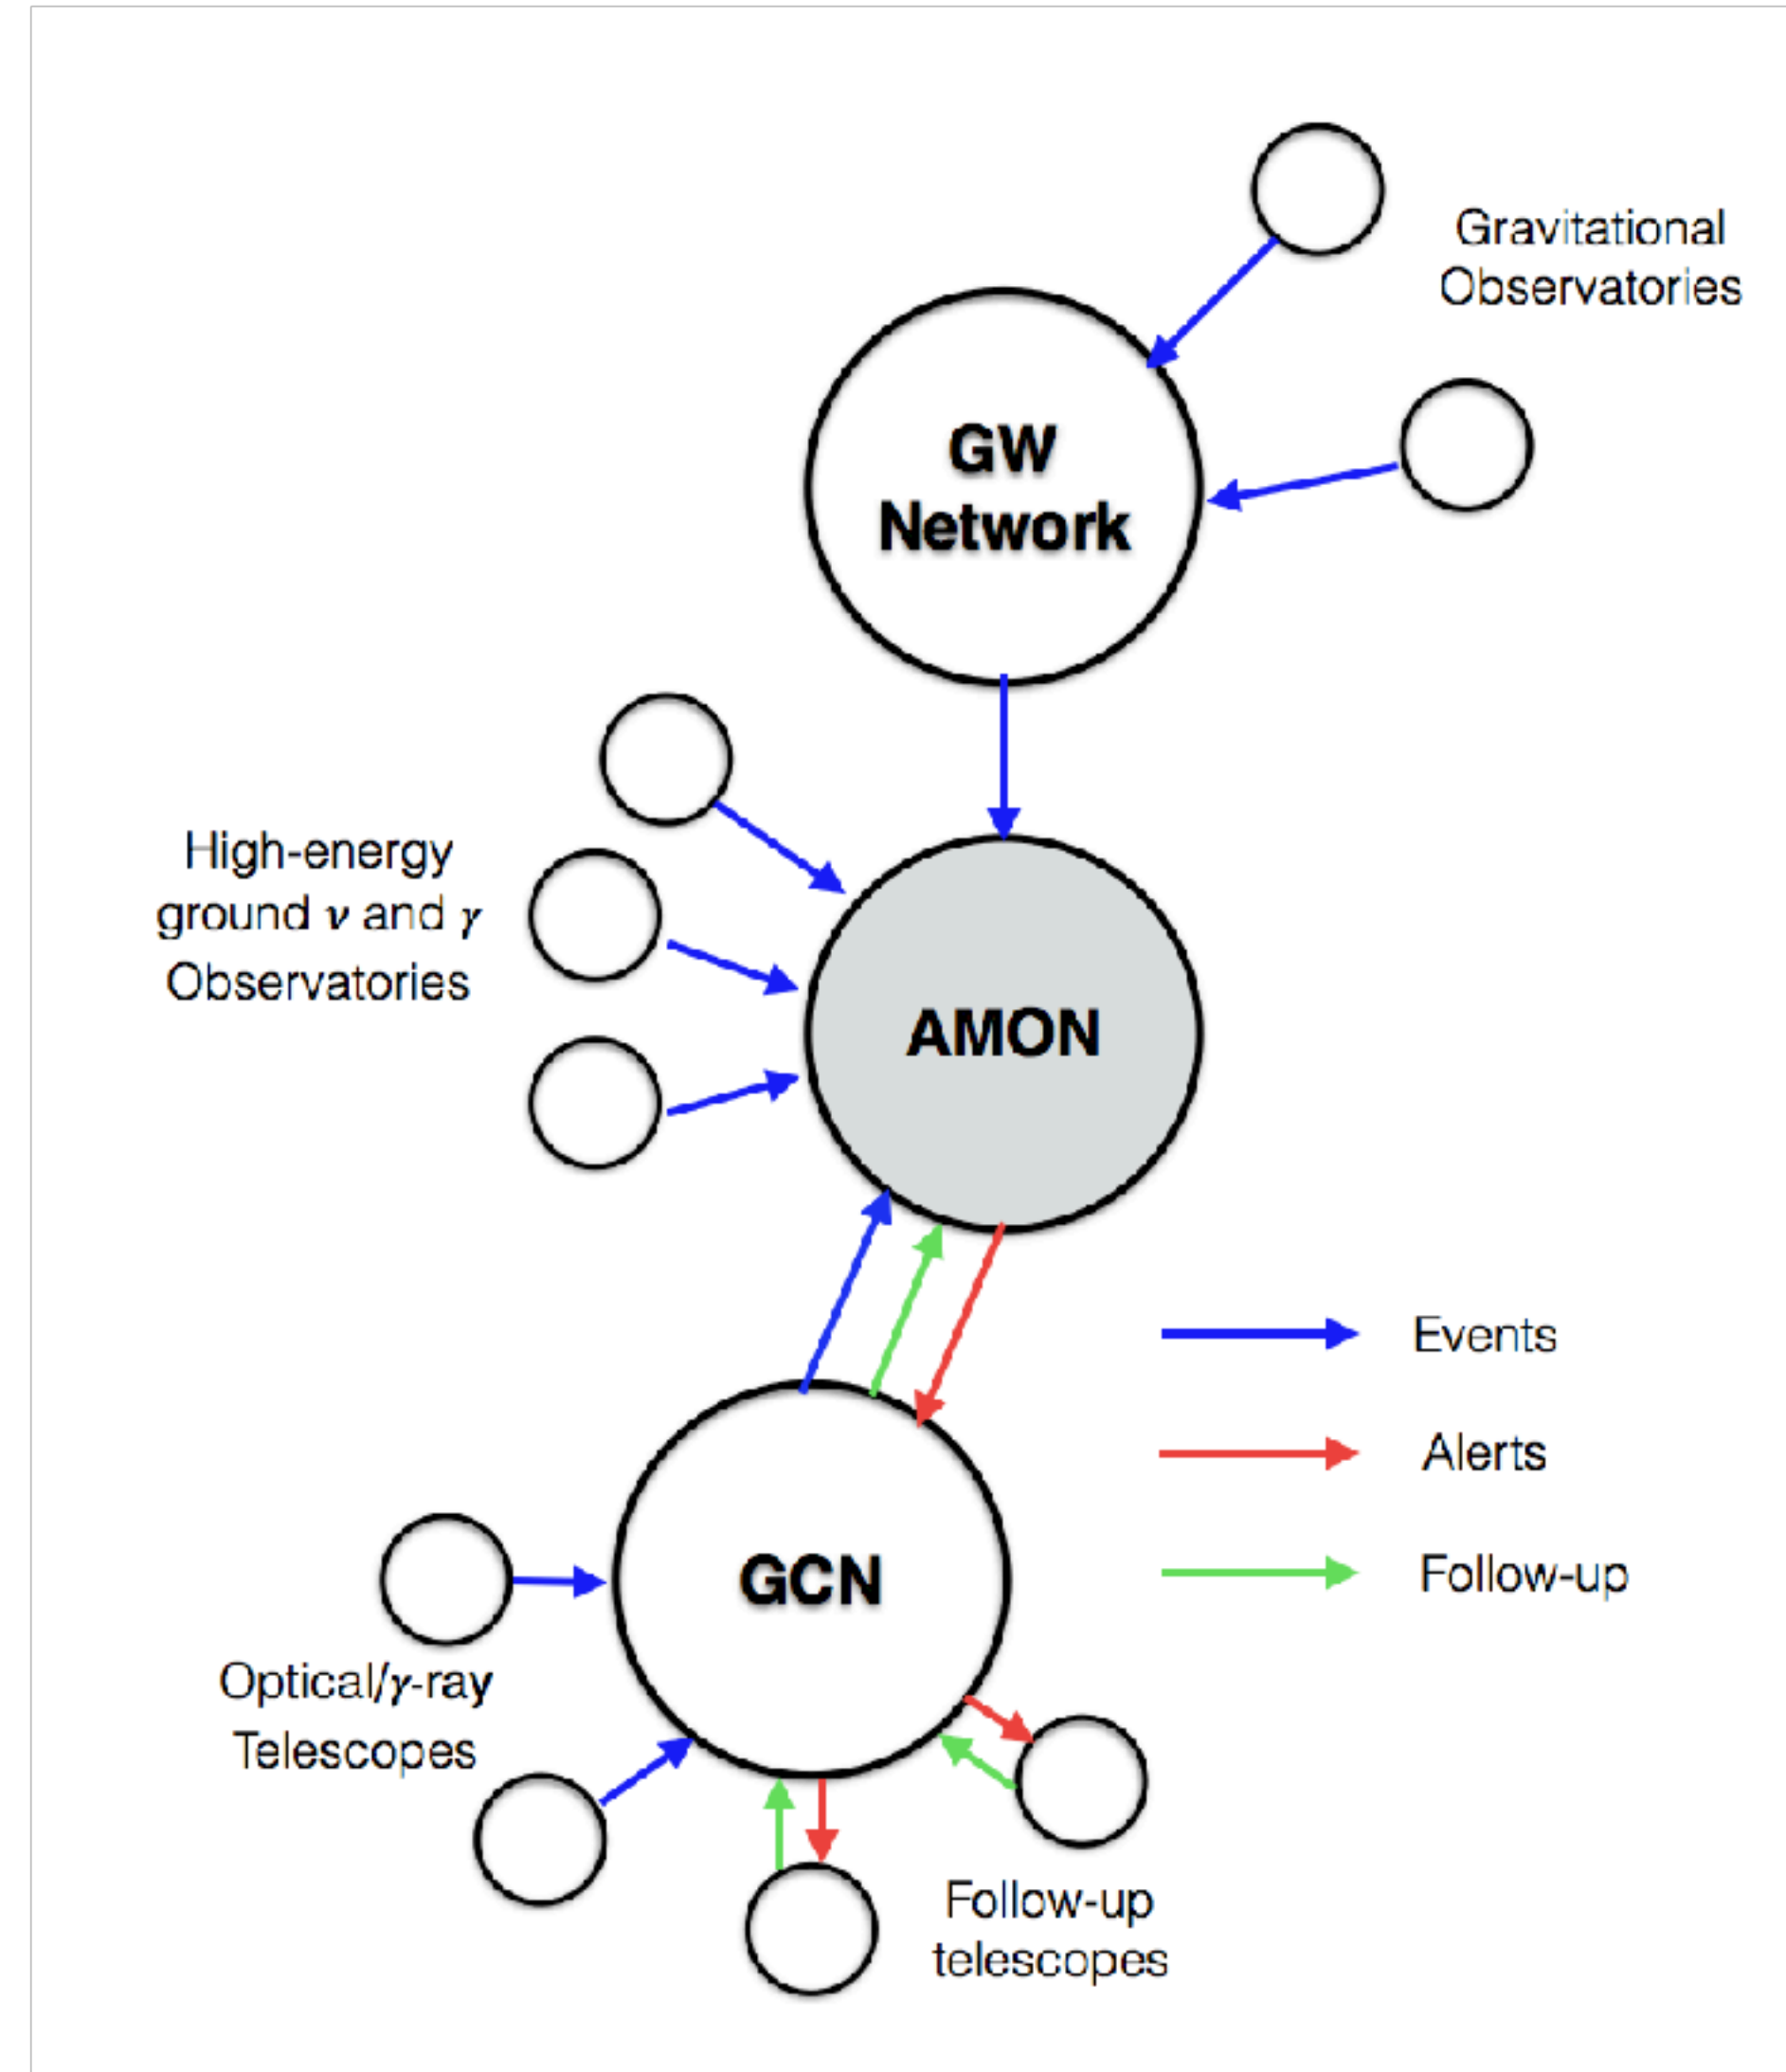 Gravitational
Observatories
GW
Network
High-energy
ground ν and γ
Observatories
AMON
Events
Alerts
Follow-up
GCN
Optical/γ-ray
Telescopes
Follow-up
telescopes